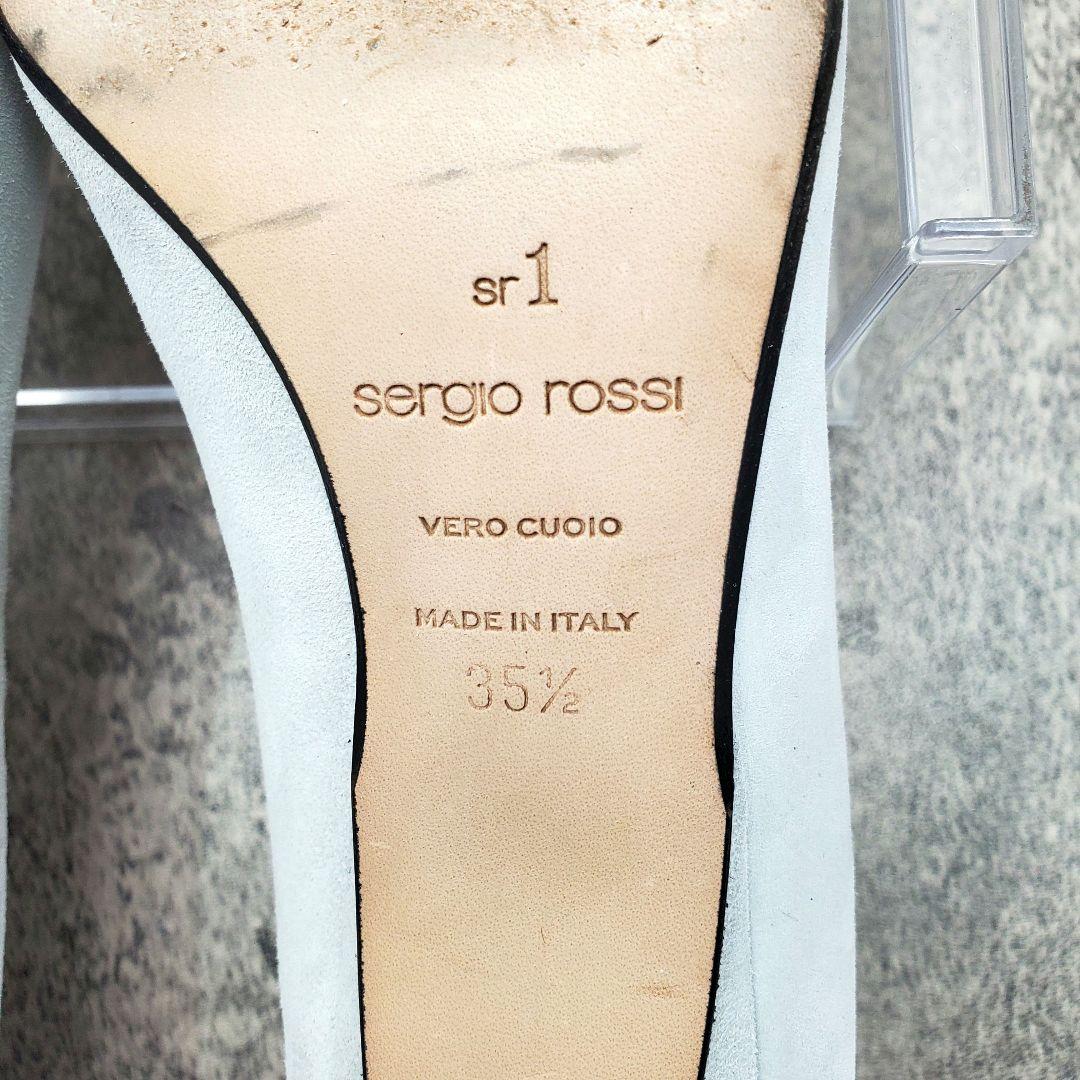 sr1
sergio rossi
VERO CUOIO
MADE IN ITALY
35½